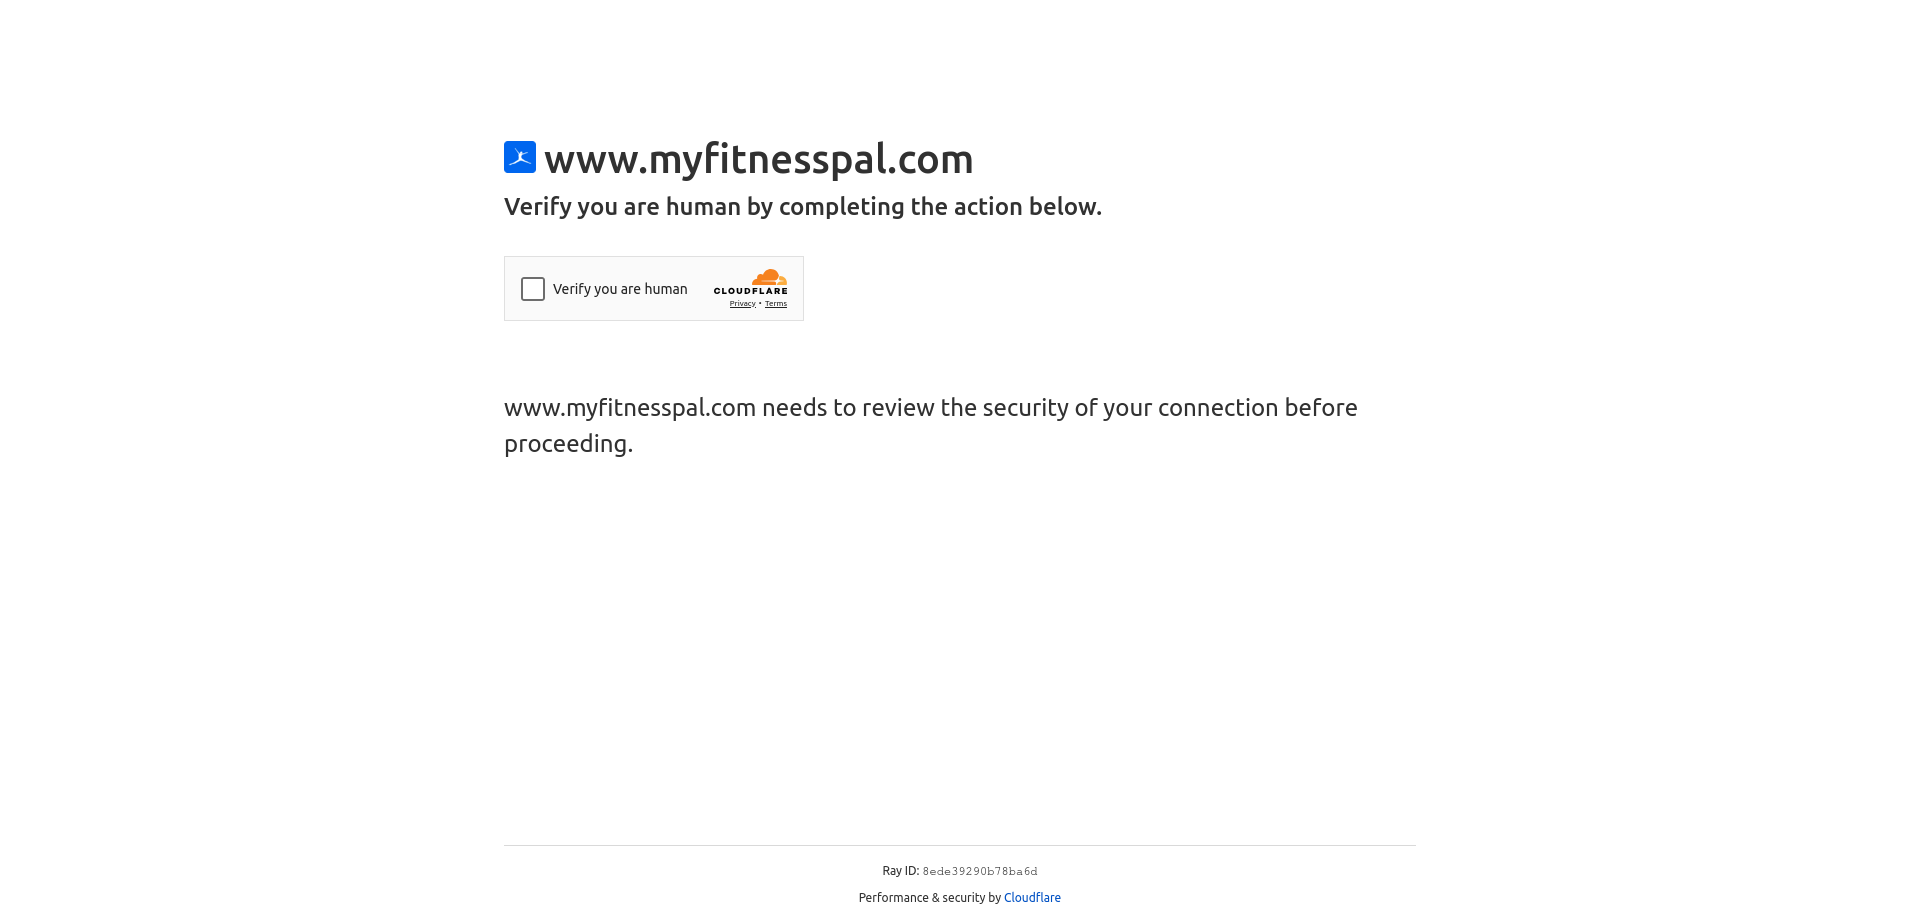 www.myfitnesspal.com
Verify you are human by completing the action below.
Verify you are human
CLOUDFLARE
Privacy • Terms
www.myfitnesspal.com needs to review the security of your connection before
proceeding.
Ray ID: 8ede39290b78ba6d
Performance & security by Cloudflare